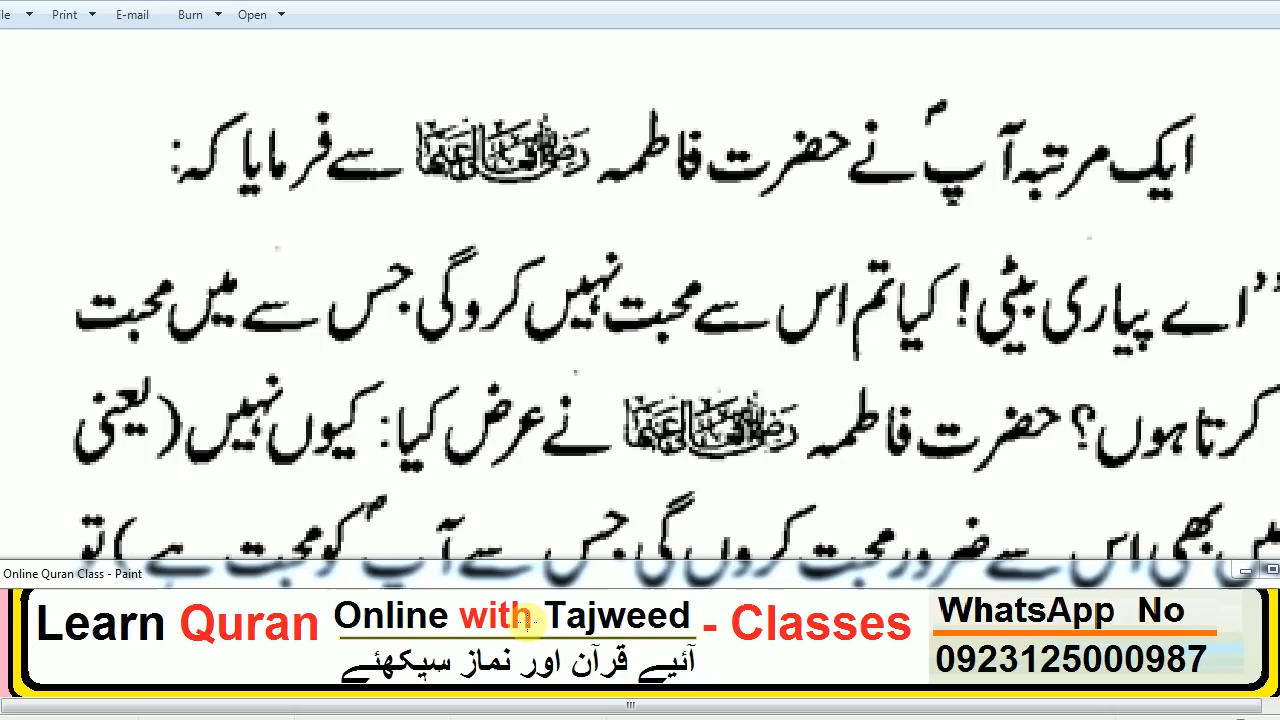 Print
E-mail
Burn
Open
ایک مرتبہ آپؐ نے حضرت فاطمہ رضی اللہ عنہا سے فرمایا کہ:
’’اے پیاری بیٹی! کیا تم اس سے محبت نہیں کرو گی جس سے میں محبت
کرتا ہوں؟ حضرت فاطمہ رضی اللہ عنہا نے عرض کیا: کیوں نہیں (یعنی
بھی اس سے ضرور محبت کروں گی جس سے آپؐ کو محبت ہے) تو
Online Quran Class - Paint
Learn Quran Online with Tajweed - Classes
آئیے قرآن اور نماز سیکھئے
WhatsApp No
0923125000987